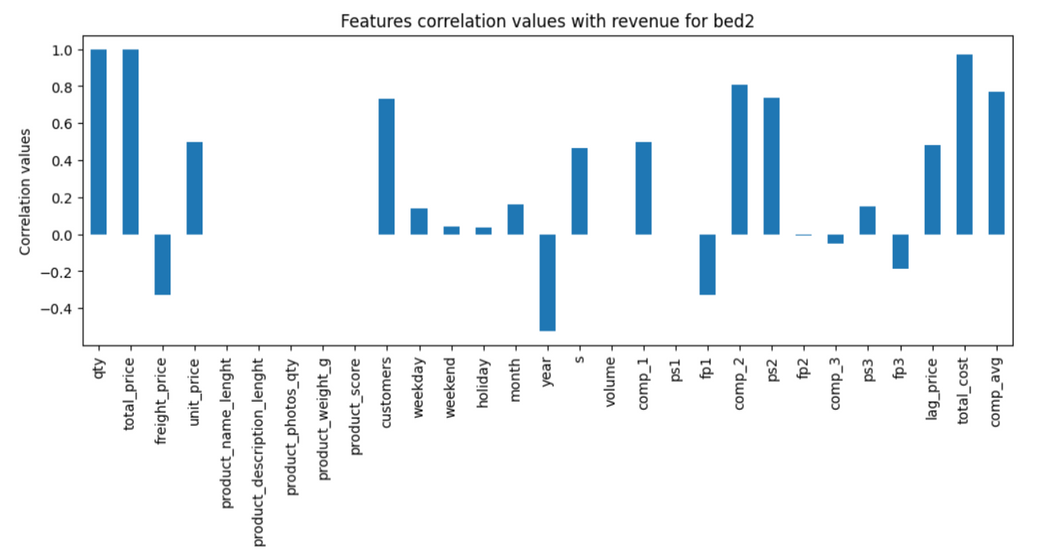 Features correlation values with revenue for bed2
Correlation values
1.0
0.8
0.6
0.4
0.2
0.0
−0.2
−0.4
qty
total_price
freight_price
unit_price
product_name_lenght
product_description_lenght
product_photos_qty
product_weight_g
product_score
customers
weekday
weekend
holiday
month
year
s
volume
comp_1
ps1
fp1
comp_2
ps2
fp2
comp_3
ps3
fp3
lag_price
total_cost
comp_avg